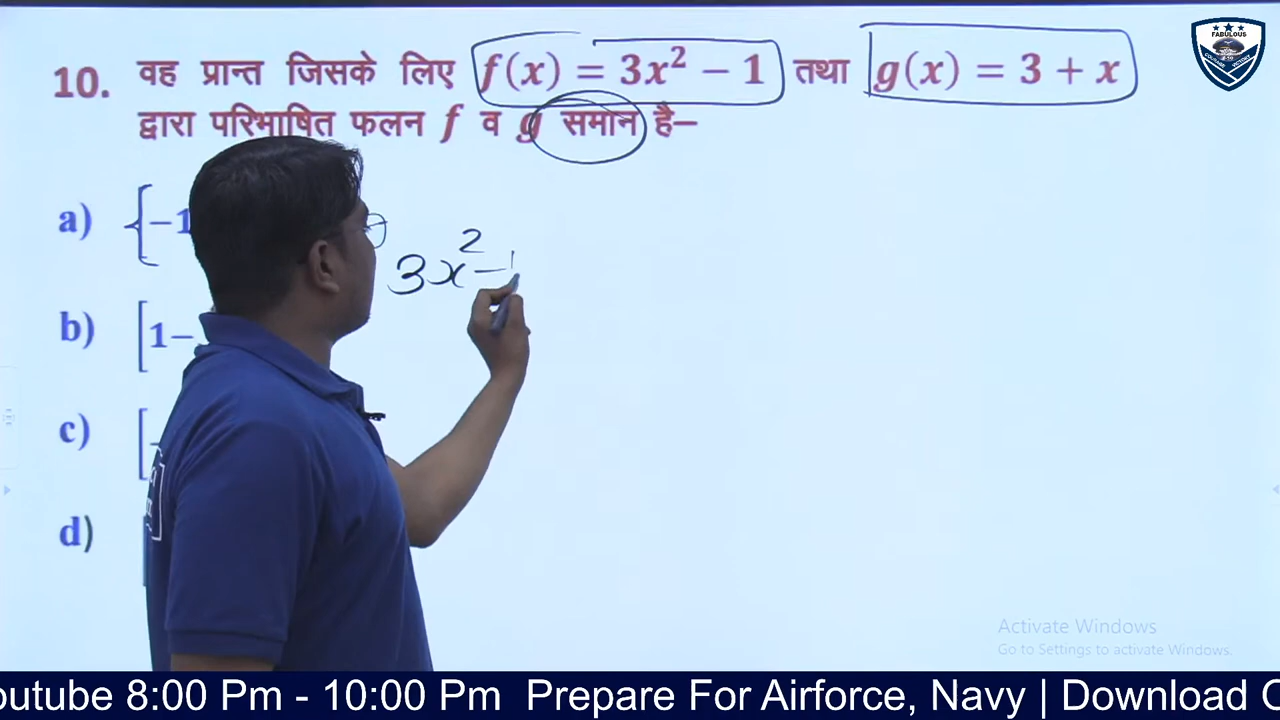 10. वह प्रान्त जिसके लिए f(x) = 3x² − 1 तथा g(x) = 3 + x
द्वारा परिभाषित फलन f व g समान है−
a) {−1
3x² −1
b) [1−
c) [−
d)
FABULOUS
Activate Windows
Go to Settings to activate Windows.
outube 8:00 Pm - 10:00 Pm Prepare For Airforce, Navy | Download